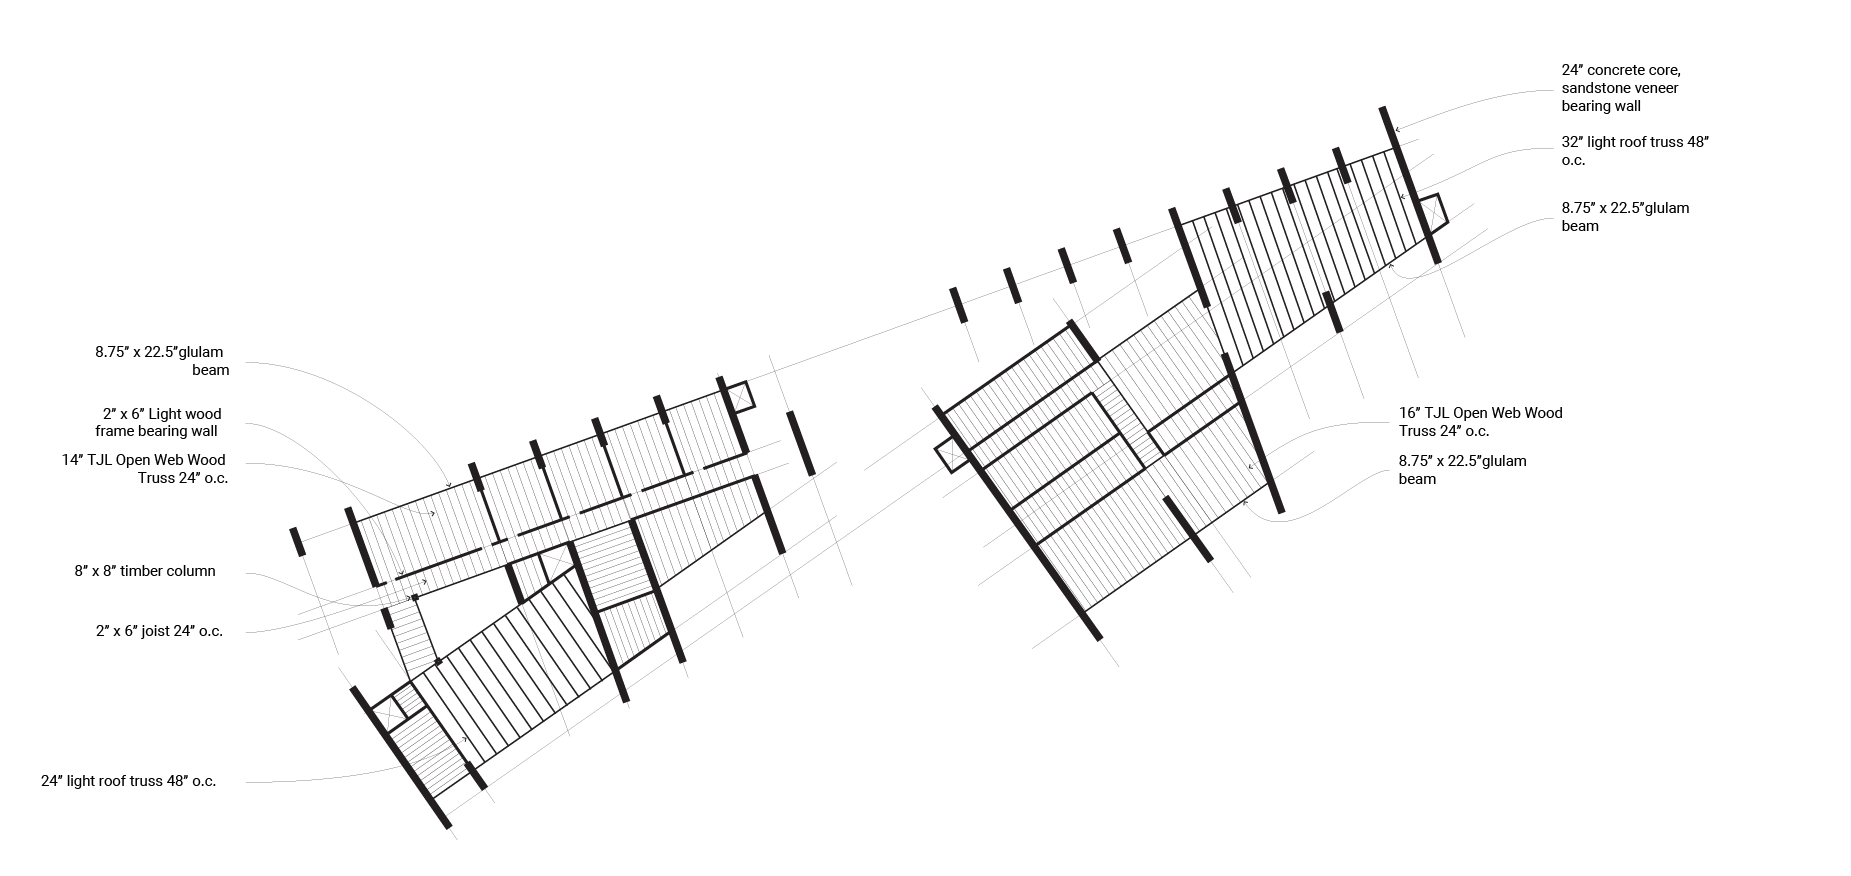 24” concrete core,
sandstone veneer
bearing wall
32” light roof truss 48”
o.c.
8.75” x 22.5”glulam
beam
8.75” x 22.5”glulam
beam
2” x 6” Light wood
frame bearing wall
14” TJL Open Web Wood
Truss 24” o.c.
16” TJL Open Web Wood
Truss 24” o.c.
8.75” x 22.5”glulam
beam
8” x 8” timber column
2” x 6” joist 24” o.c.
24” light roof truss 48” o.c.